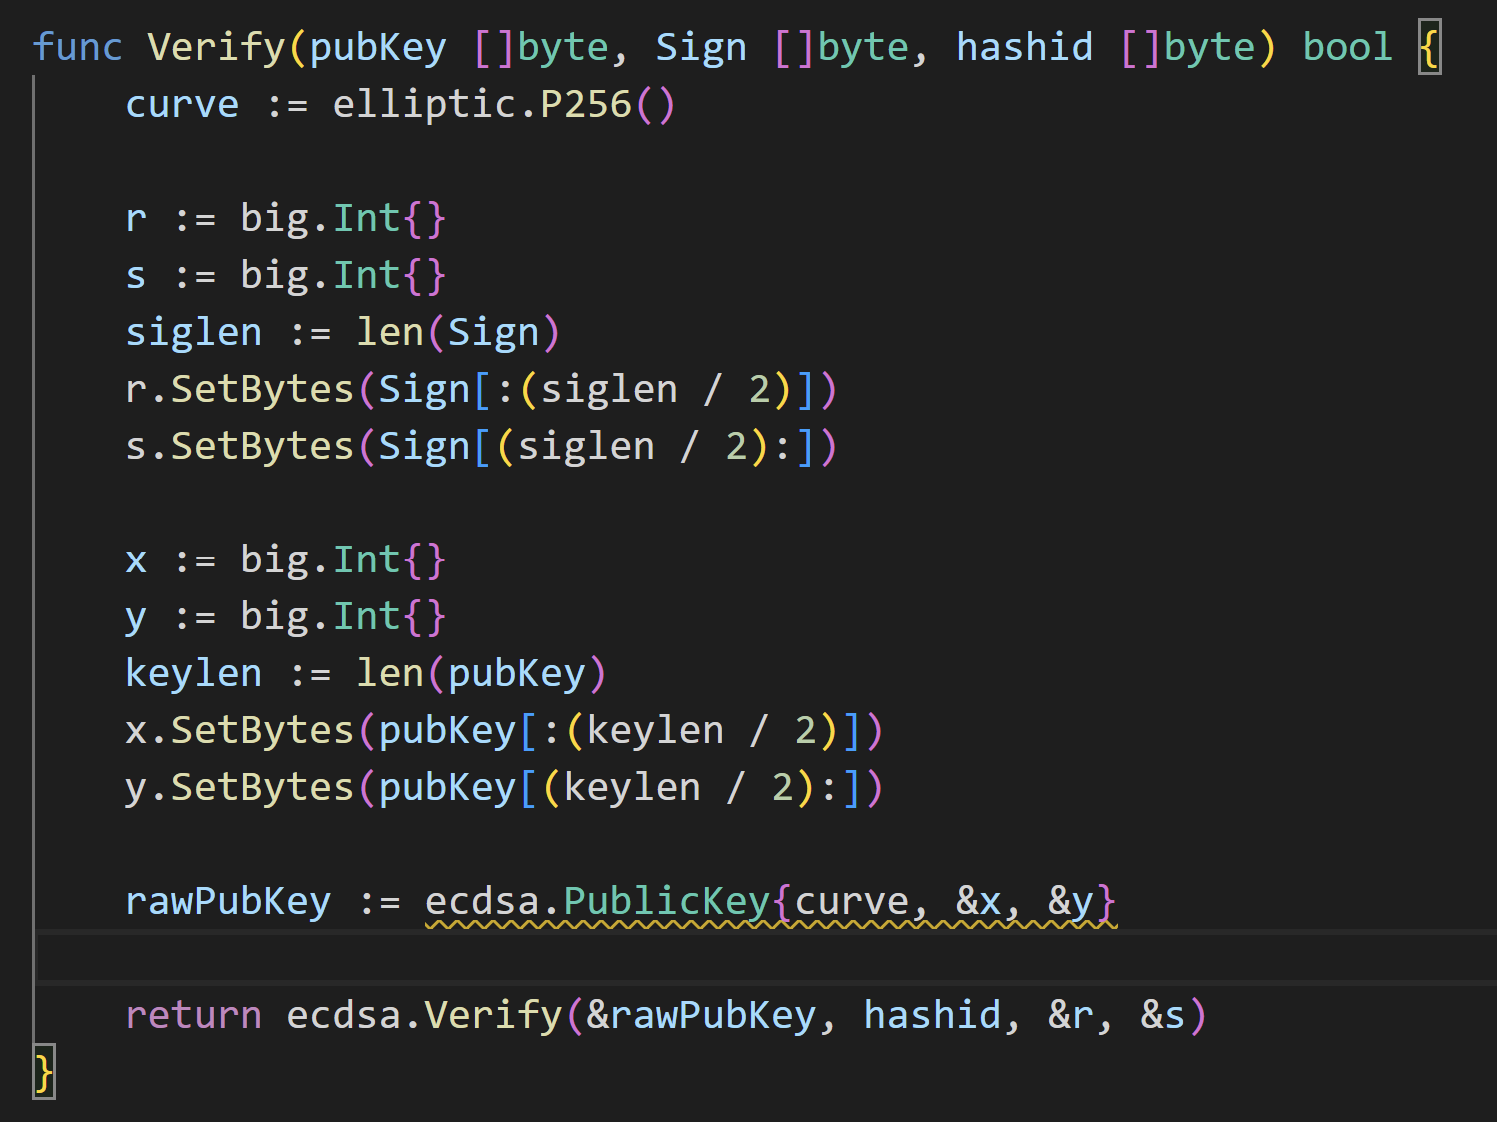 func Verify(pubKey []byte, Sign []byte, hashid []byte) bool {
curve := elliptic.P256()
r := big.Int{}
s := big.Int{}
siglen := len(Sign)
r.SetBytes(Sign[:(siglen / 2)])
s.SetBytes(Sign[(siglen / 2):])
x := big.Int{}
y := big.Int{}
keylen := len(pubKey)
x.SetBytes(pubKey[:(keylen / 2)])
y.SetBytes(pubKey[(keylen / 2):])
rawPubKey := ecdsa.PublicKey{curve, &x, &y}
return ecdsa.Verify(&rawPubKey, hashid, &r, &s)
}